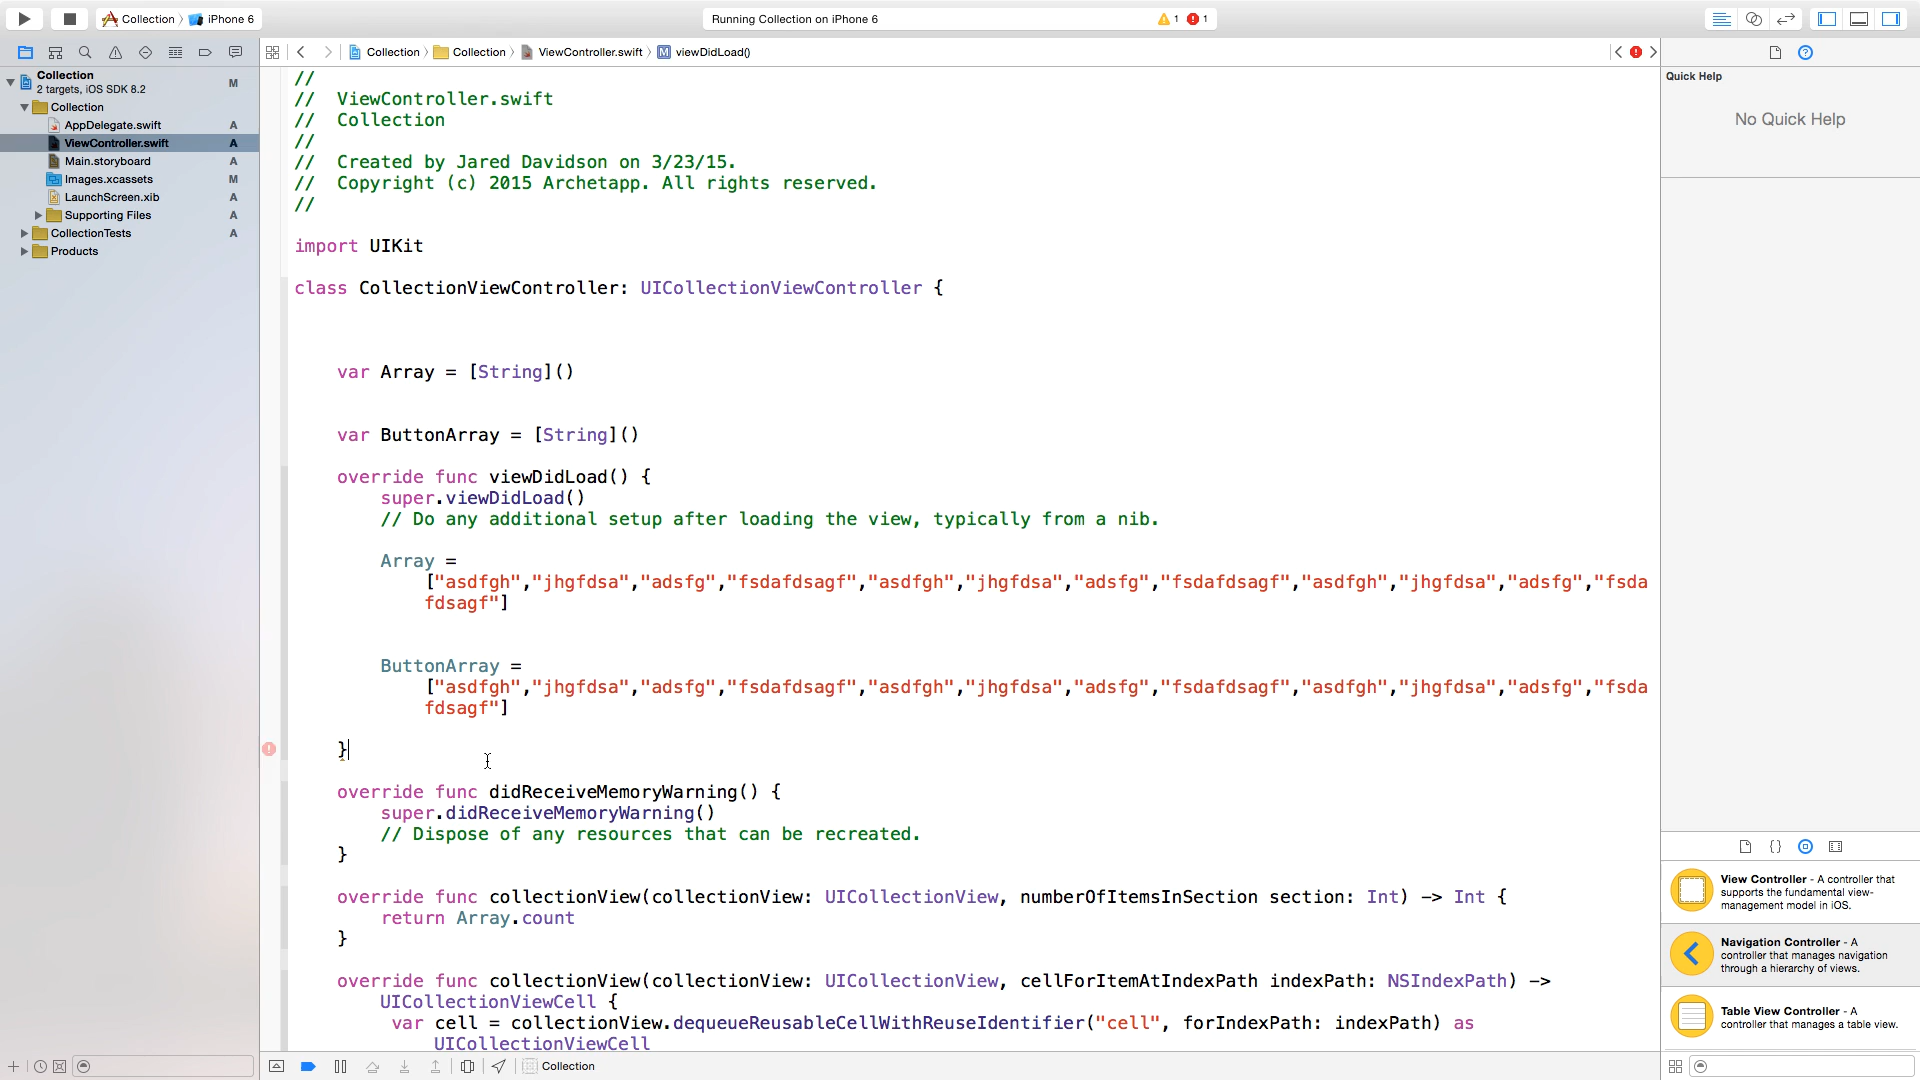 Collection
iPhone 6
Running Collection on iPhone 6
1
1
Collection
Collection
ViewController.swift
M
viewDidLoad()
Quick Help
No Quick Help
Collection
2 targets, iOS SDK 8.2
M
Collection
AppDelegate.swift
A
ViewController.swift
A
Main.storyboard
A
Images.xcassets
M
LaunchScreen.xib
A
Supporting Files
A
CollectionTests
A
Products
//
//  ViewController.swift
//  Collection
//
//  Created by Jared Davidson on 3/23/15.
//  Copyright (c) 2015 Archetapp. All rights reserved.
//
import UIKit
class CollectionViewController: UICollectionViewController {
var Array = [String]()
var ButtonArray = [String]()
override func viewDidLoad() {
super.viewDidLoad()
// Do any additional setup after loading the view, typically from a nib.
Array =
["asdfgh","jhgfdsa","adsfg","fsdafdsagf","asdfgh","jhgfdsa","adsfg","fsdafdsagf","asdfgh","jhgfdsa","adsfg","fsda
fdsagf"]
ButtonArray =
["asdfgh","jhgfdsa","adsfg","fsdafdsagf","asdfgh","jhgfdsa","adsfg","fsdafdsagf","asdfgh","jhgfdsa","adsfg","fsda
fdsagf"]
}
override func didReceiveMemoryWarning() {
super.didReceiveMemoryWarning()
// Dispose of any resources that can be recreated.
}
override func collectionView(collectionView: UICollectionView, numberOfItemsInSection section: Int) -> Int {
return Array.count
}
override func collectionView(collectionView: UICollectionView, cellForItemAtIndexPath indexPath: NSIndexPath) ->
UICollectionViewCell {
var cell = collectionView.dequeueReusableCellWithReuseIdentifier("cell", forIndexPath: indexPath) as
UICollectionViewCell
Collection
View Controller - A controller that
supports the fundamental view-
management model in iOS.
Navigation Controller - A
controller that manages navigation
through a hierarchy of views.
Table View Controller - A
controller that manages a table view.